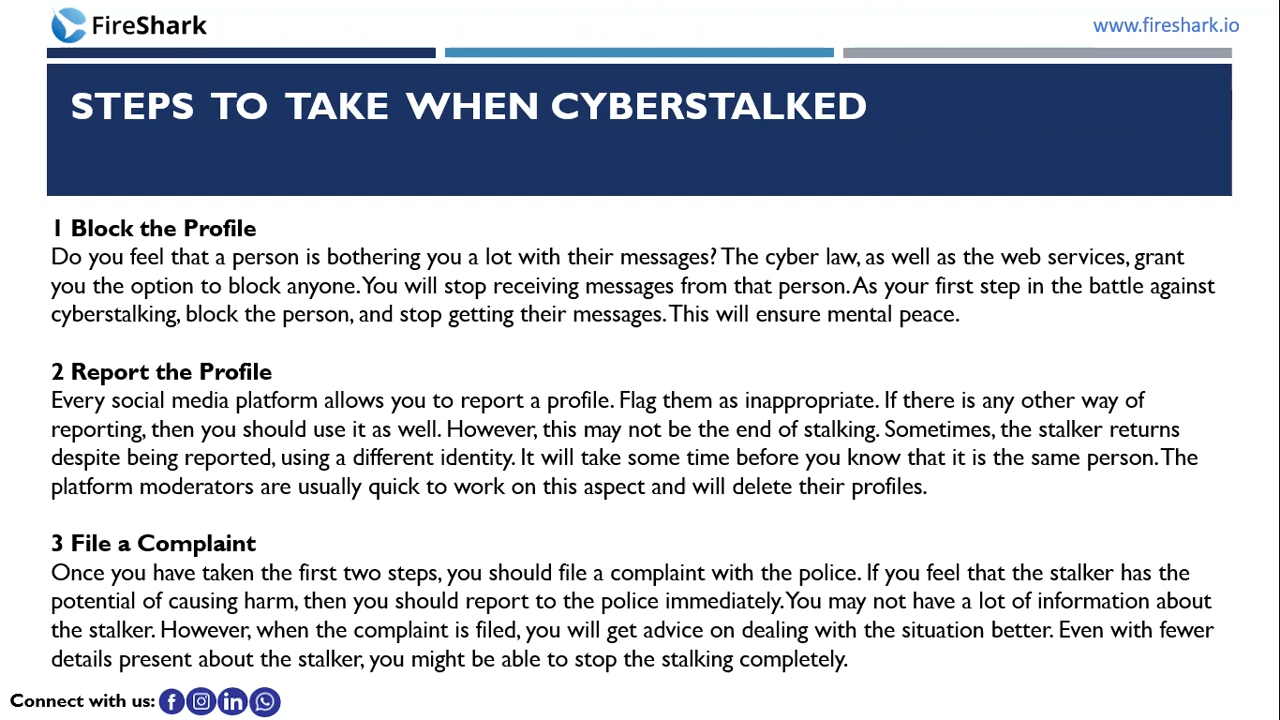 FireShark
www.fireshark.io
STEPS TO TAKE WHEN CYBERSTALKED
1 Block the Profile
Do you feel that a person is bothering you a lot with their messages? The cyber law, as well as the web services, grant
you the option to block anyone. You will stop receiving messages from that person. As your first step in the battle against
cyberstalking, block the person, and stop getting their messages. This will ensure mental peace.
2 Report the Profile
Every social media platform allows you to report a profile. Flag them as inappropriate. If there is any other way of
reporting, then you should use it as well. However, this may not be the end of stalking. Sometimes, the stalker returns
despite being reported, using a different identity. It will take some time before you know that it is the same person. The
platform moderators are usually quick to work on this aspect and will delete their profiles.
3 File a Complaint
Once you have taken the first two steps, you should file a complaint with the police. If you feel that the stalker has the
potential of causing harm, then you should report to the police immediately. You may not have a lot of information about
the stalker. However, when the complaint is filed, you will get advice on dealing with the situation better. Even with fewer
details present about the stalker, you might be able to stop the stalking completely.
Connect with us: